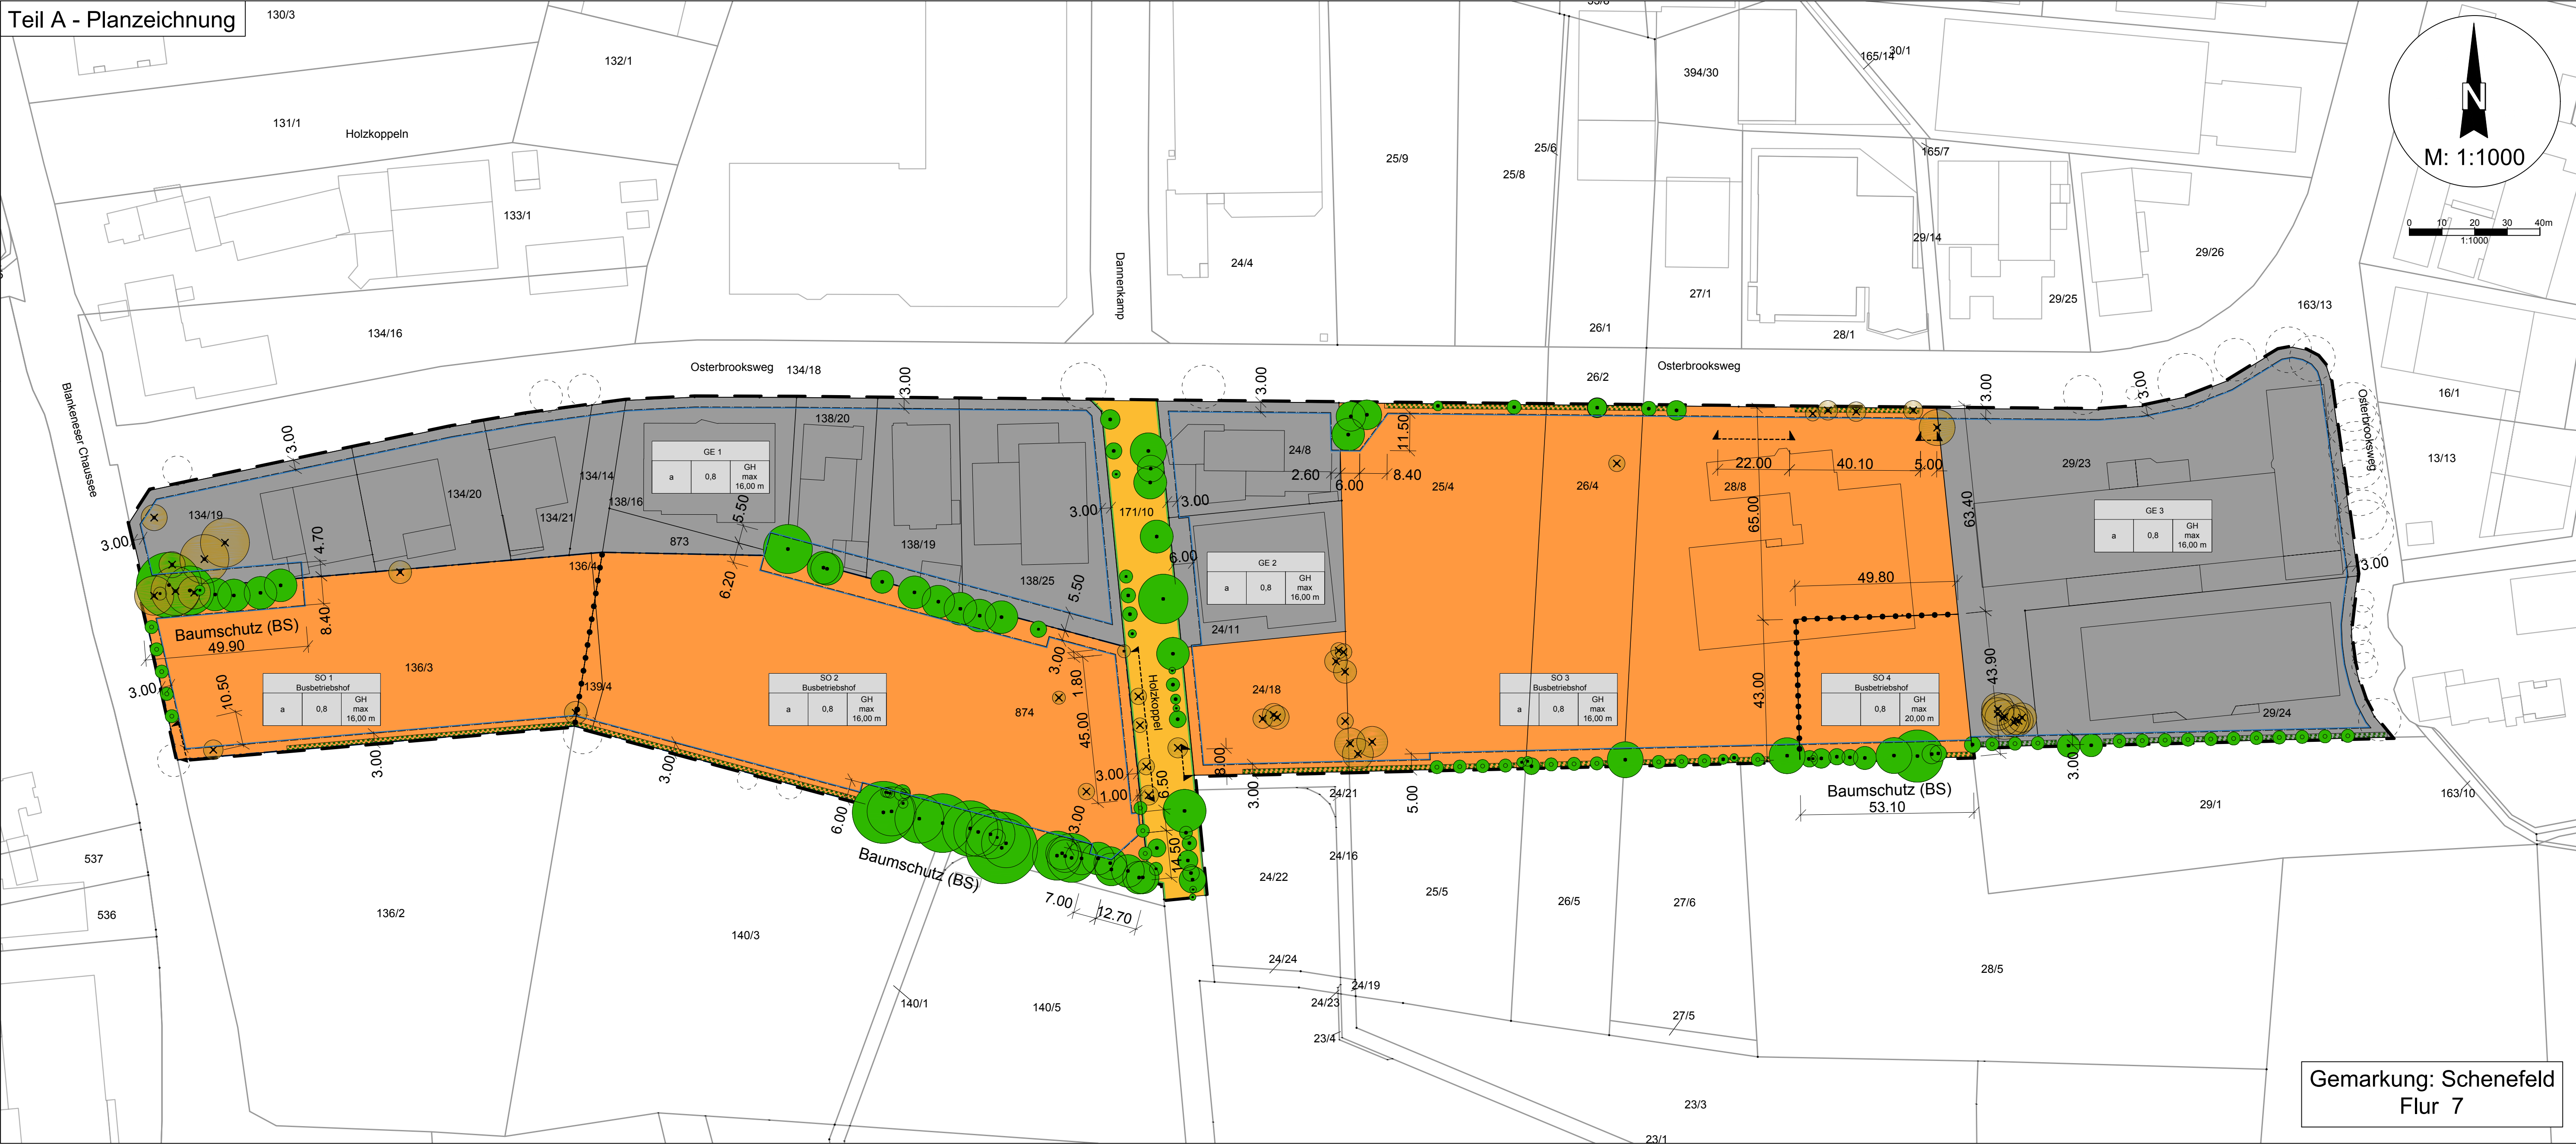 Teil A - Planzeichnung
130/3
132/1
131/1
Holzkoppeln
133/1
134/16
394/30
165/14
30/1
25/9
25/6
25/8
165/7
24/4
29/14
29/26
27/1
29/25
26/1
28/1
163/13
N
M: 1:1000
0 10 20 30 40m
1:1000
Dannenkamp
Osterbrooksweg
134/18
26/2
Osterbrooksweg
Blankeneser Chaussee
Osterbrooksweg
16/1
13/13
3.00
3.00
3.00
3.00
3.00
138/20
GE 1
a
0,8
GH
max
16,00 m
134/14
138/16
134/20
134/21
134/19
873
138/19
138/25
5.50
5.50
6.20
4.70
3.00
8.40
136/4
Baumschutz (BS)
49.90
136/3
3.00
10.50
SO 1
Busbetriebshof
a
0,8
GH
max
16,00 m
139/4
SO 2
Busbetriebshof
a
0,8
GH
max
16,00 m
874
3.00
1.80
45.00
3.00
1.00
3.00
3.00
3.00
6.00
Baumschutz (BS)
7.00
12.70
171/10
3.00
3.00
6.00
Holzkoppel
6.50
14.50
24/8
2.60
6.00
8.40
11.50
GE 2
a
0,8
GH
max
16,00 m
24/11
24/18
8.00
3.00
5.00
25/4
26/4
28/8
22.00
40.10
5.00
65.00
63.40
49.80
43.00
43.90
SO 3
Busbetriebshof
a
0,8
GH
max
16,00 m
SO 4
Busbetriebshof
0,8
GH
max
20,00 m
29/23
GE 3
a
0,8
GH
max
16,00 m
3.00
29/24
3.00
Baumschutz (BS)
53.10
29/1
163/10
537
536
136/2
140/3
140/1
140/5
24/21
24/16
24/22
24/24
24/19
24/23
23/4
25/5
26/5
27/6
27/5
28/5
23/3
23/1
Gemarkung: Schenefeld
Flur 7